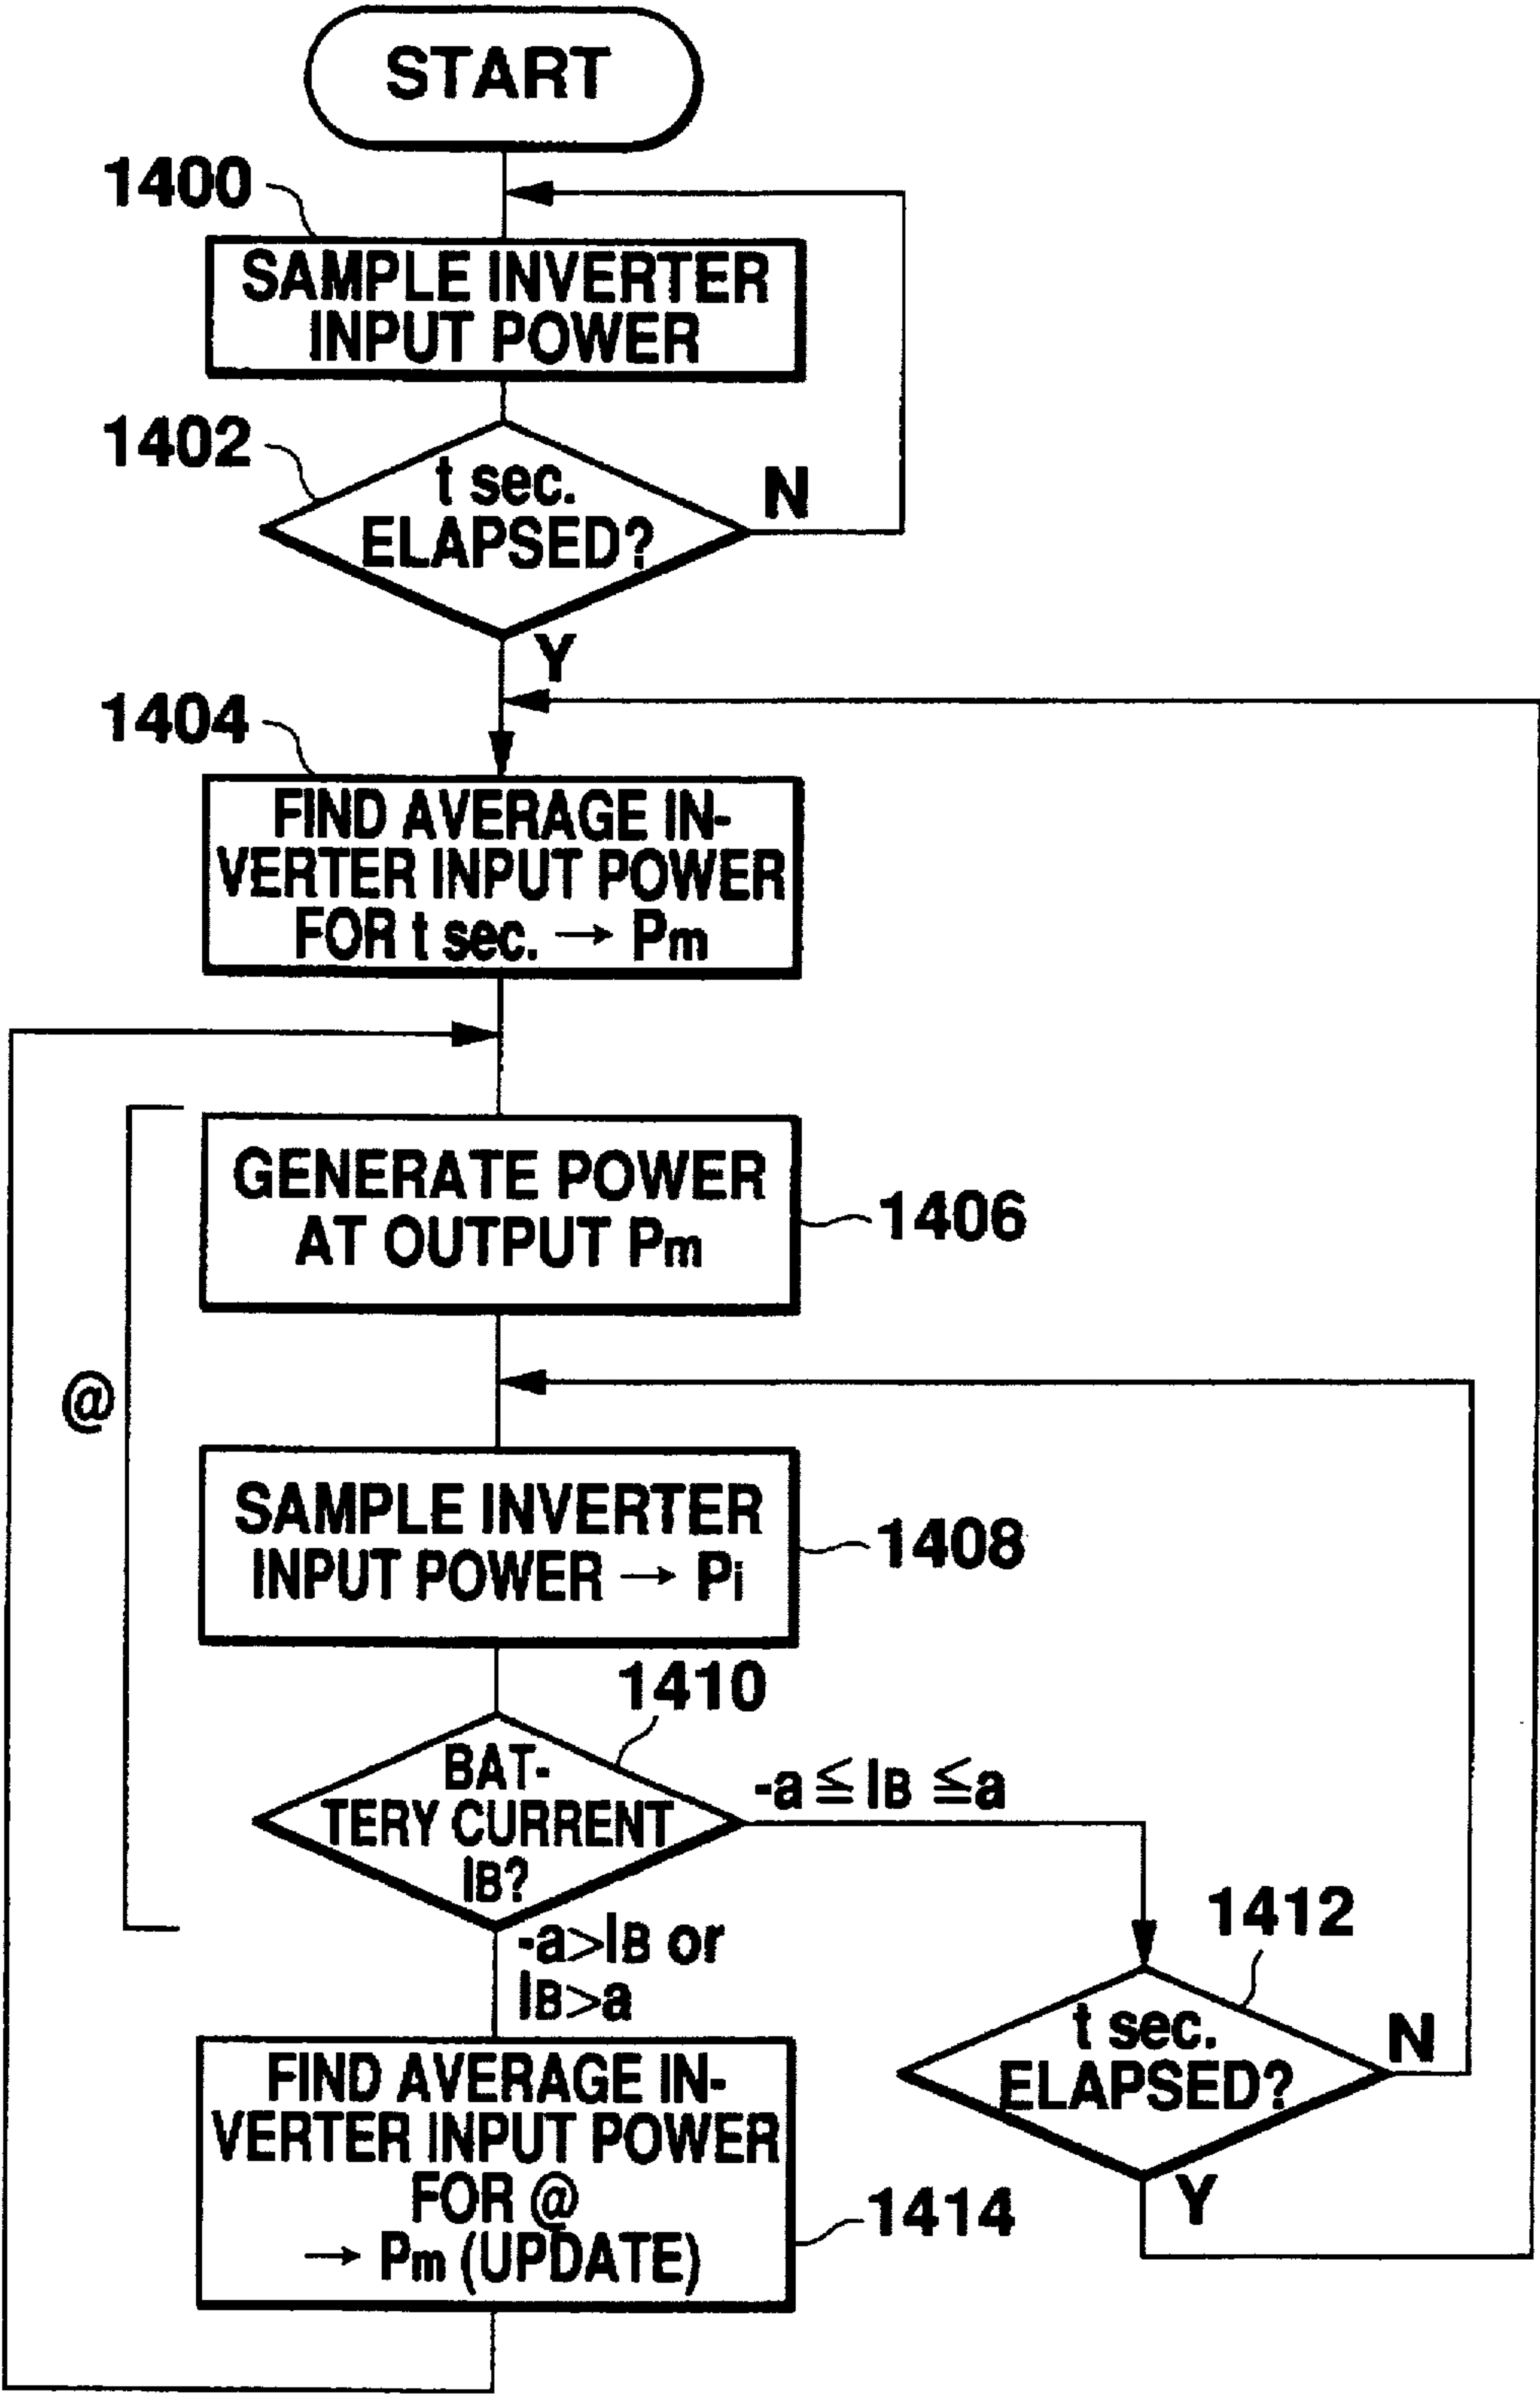 START
1400
SAMPLE INVERTER
INPUT POWER
1402
t sec.
ELAPSED?
N
Y
1404
FIND AVERAGE IN-
VERTER INPUT POWER
FOR t sec. → Pm
GENERATE POWER
AT OUTPUT Pm
1406
@
SAMPLE INVERTER
INPUT POWER → Pi
1408
1410
BAT-
TERY CURRENT
IB?
-a ≦ IB ≦a
-a>IB or
IB>a
1412
t sec.
ELAPSED?
N
Y
FIND AVERAGE IN-
VERTER INPUT POWER
FOR @
→ Pm (UPDATE)
1414